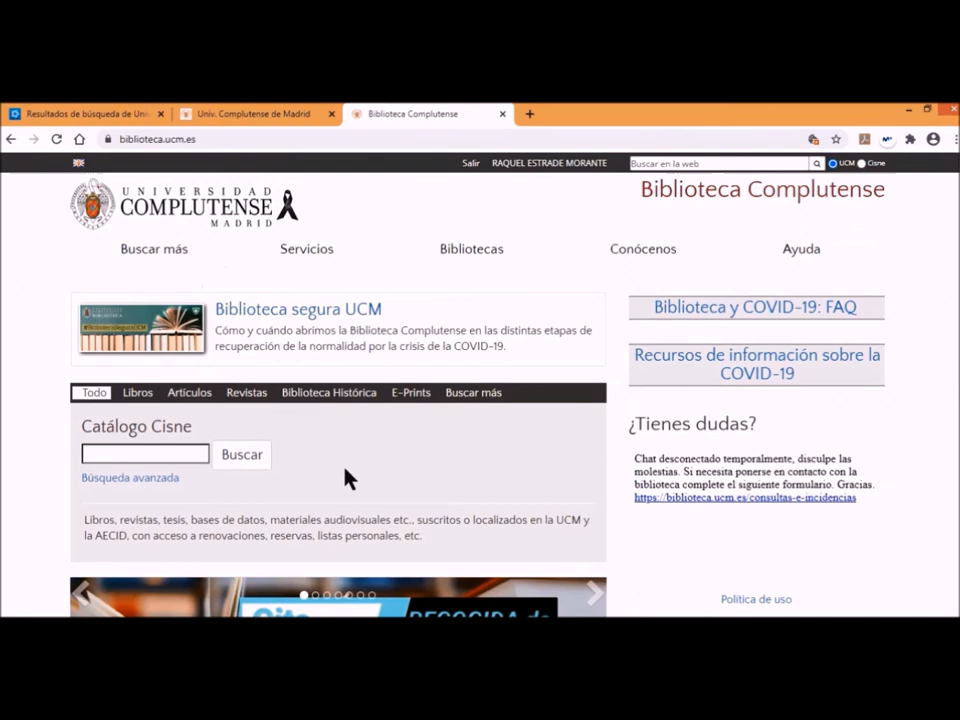 Resultados de búsqueda de Uni
Univ. Complutense de Madrid
Biblioteca Complutense
biblioteca.ucm.es
Salir
RAQUEL ESTRADE MORANTE
Buscar en la web
UCM
Cisne
UNIVERSIDAD
COMPLUTENSE
MADRID
Biblioteca Complutense
Buscar más
Servicios
Bibliotecas
Conócenos
Ayuda
Biblioteca segura UCM
Cómo y cuándo abrimos la Biblioteca Complutense en las distintas etapas de
recuperación de la normalidad por la crisis de la COVID-19.
Biblioteca y COVID-19: FAQ
Recursos de información sobre la
COVID-19
Todo
Libros
Artículos
Revistas
Biblioteca Histórica
E-Prints
Buscar más
Catálogo Cisne
Buscar
Búsqueda avanzada
Libros, revistas, tesis, bases de datos, materiales audiovisuales etc., suscritos o localizados en la UCM y
la AECID, con acceso a renovaciones, reservas, listas personales, etc.
¿Tienes dudas?
Chat desconectado temporalmente, disculpe las
molestias. Si necesita ponerse en contacto con la
biblioteca complete el siguiente formulario. Gracias.
https://biblioteca.ucm.es/consultas-e-incidencias
Política de uso
Cita
RECOGIDA de